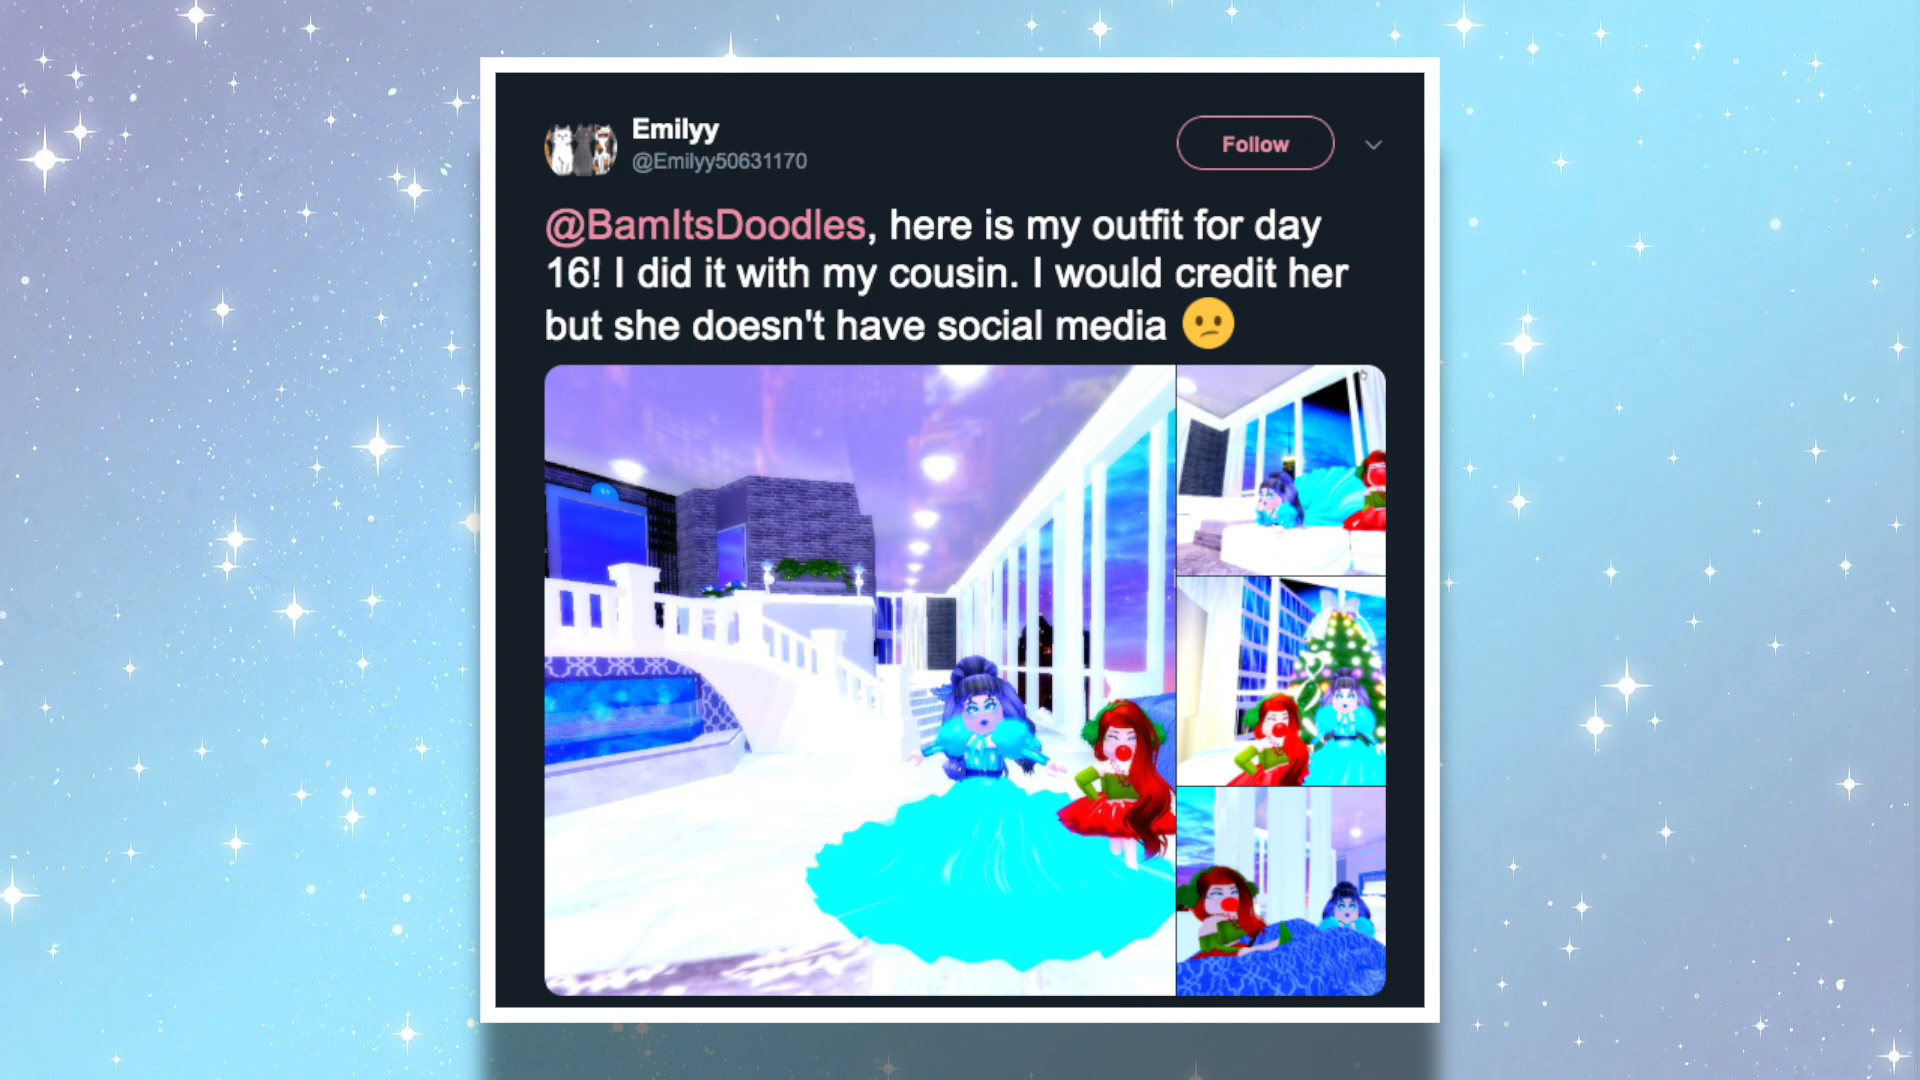 Emilyy
@Emilyy50631170
Follow
@BamItsDoodles, here is my outfit for day
16! I did it with my cousin. I would credit her
but she doesn't have social media 😕